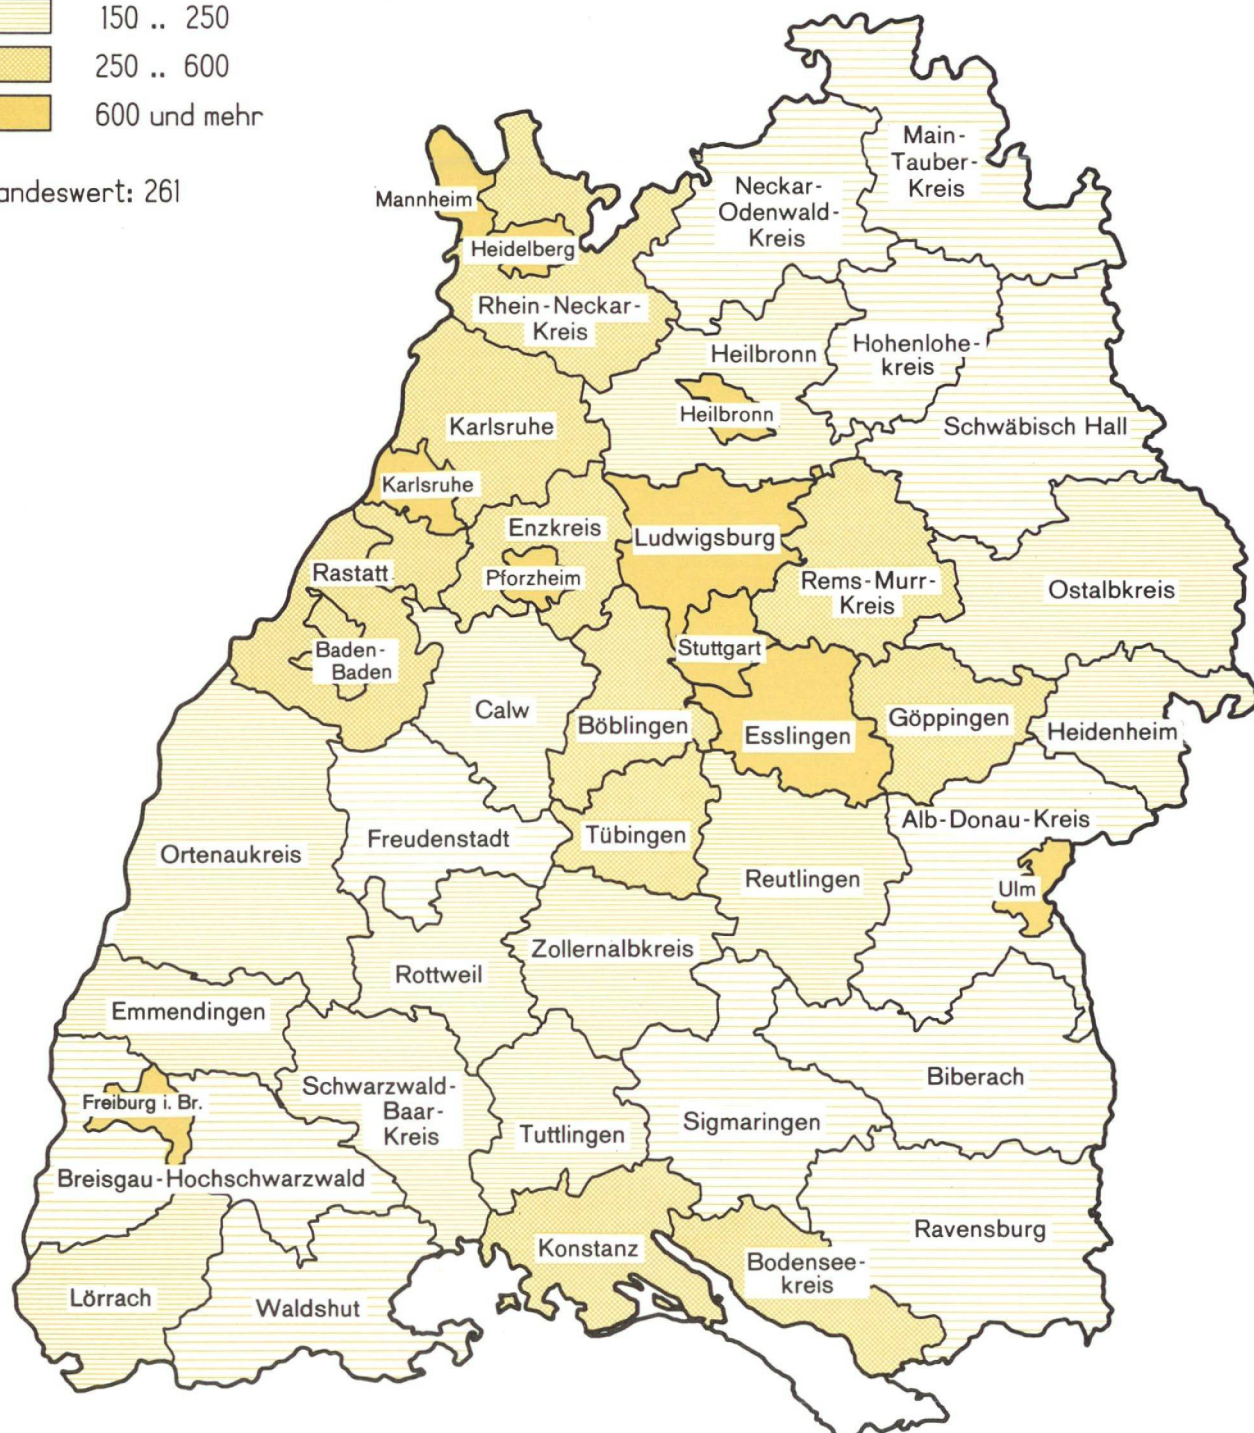 150 .. 250
250 .. 600
600 und mehr
andeswert: 261
Main-
Tauber-
Kreis
Neckar-
Odenwald-
Kreis
Mannheim
Heidelberg
Rhein-Neckar-
Kreis
Heilbronn
Hohenlohe-
kreis
Heilbronn
Karlsruhe
Schwäbisch Hall
Karlsruhe
Enzkreis
Ludwigsburg
Rastatt
Pforzheim
Rems-Murr-
Kreis
Ostalbkreis
Baden-
Baden
Stuttgart
Calw
Böblingen
Esslingen
Göppingen
Heidenheim
Freudenstadt
Tübingen
Alb-Donau-Kreis
Ortenaukreis
Reutlingen
Ulm
Rottweil
Zollernalbkreis
Emmendingen
Biberach
Freiburg i. Br.
Schwarzwald-
Baar-
Kreis
Tuttlingen
Sigmaringen
Breisgau-Hochschwarzwald
Konstanz
Ravensburg
Bodensee-
kreis
Lörrach
Waldshut